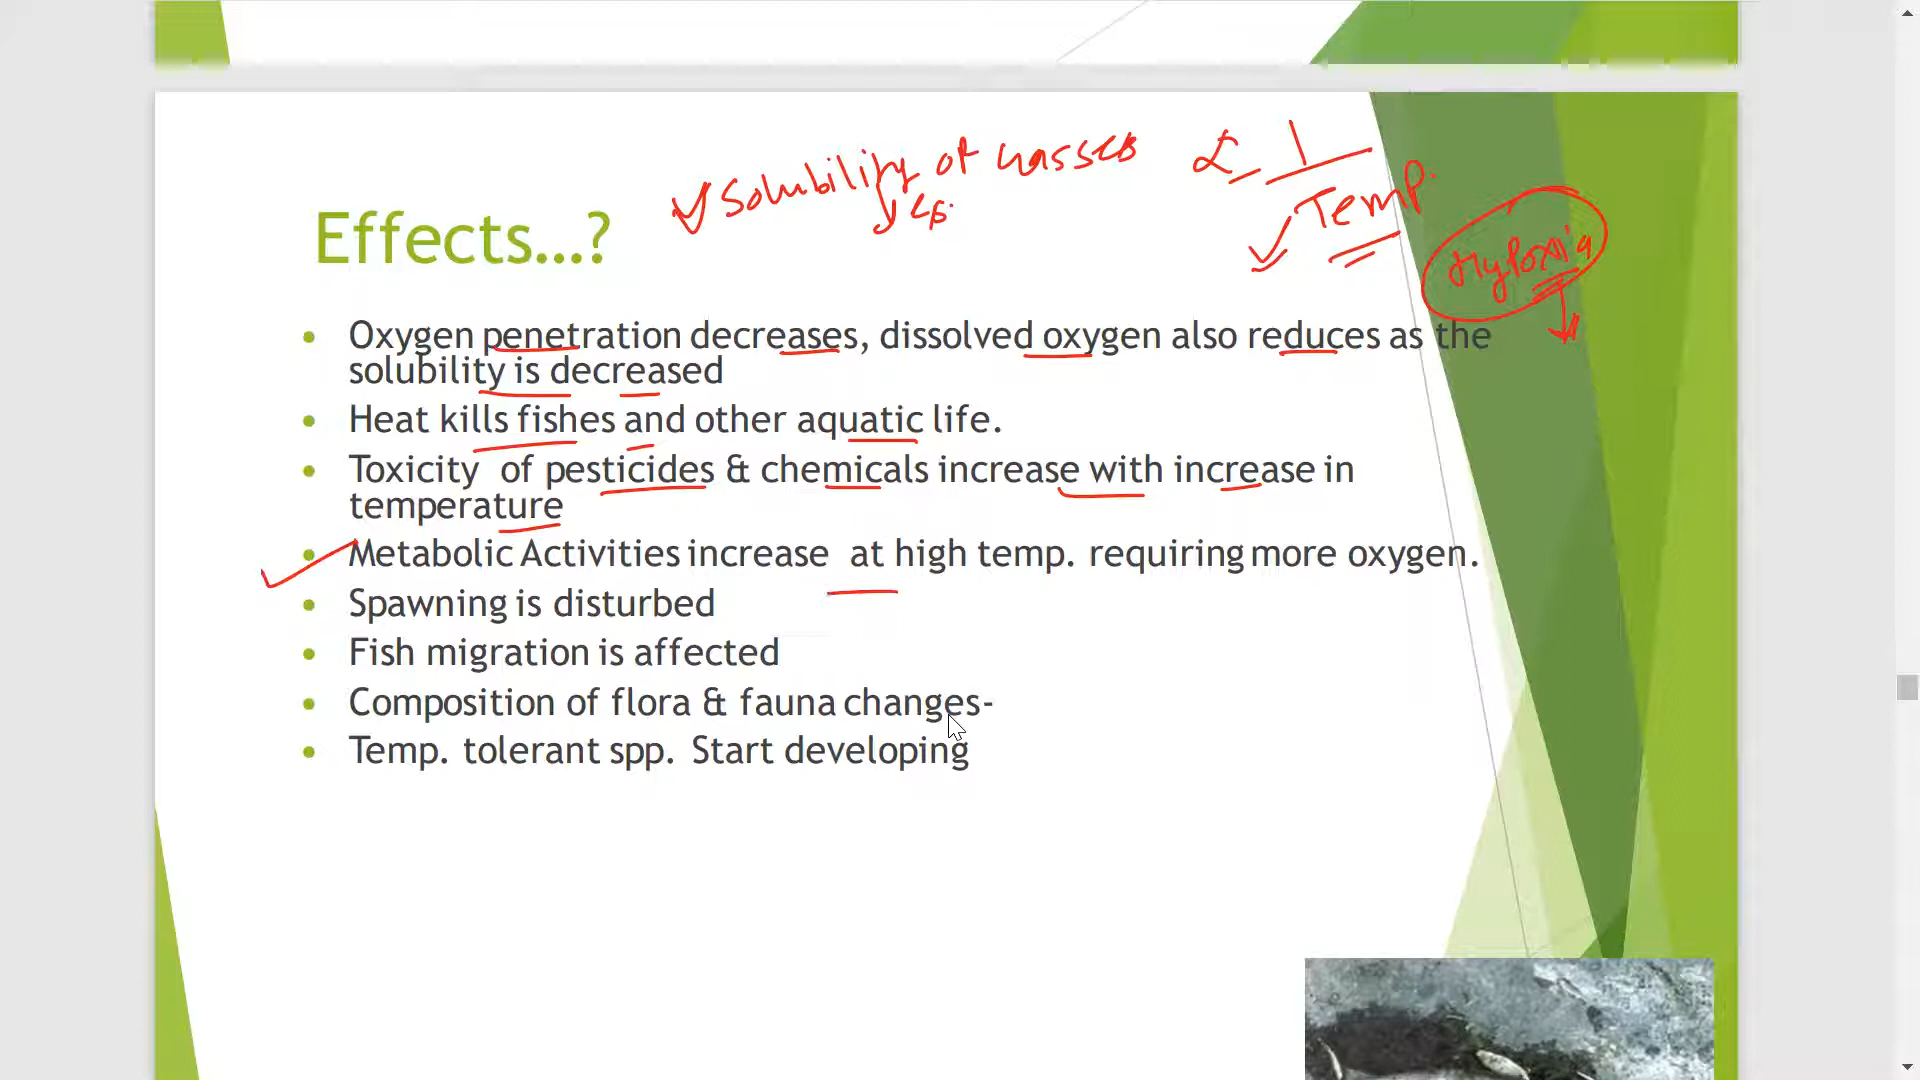 Solubility of Gasses ∝ 1
Temp.
Hypoxia
Effects...?
• Oxygen penetration decreases, dissolved oxygen also reduces as the
solubility is decreased
• Heat kills fishes and other aquatic life.
• Toxicity of pesticides & chemicals increase with increase in
temperature
• Metabolic Activities increase at high temp. requiring more oxygen.
• Spawning is disturbed
• Fish migration is affected
• Composition of flora & fauna changes-
• Temp. tolerant spp. Start developing